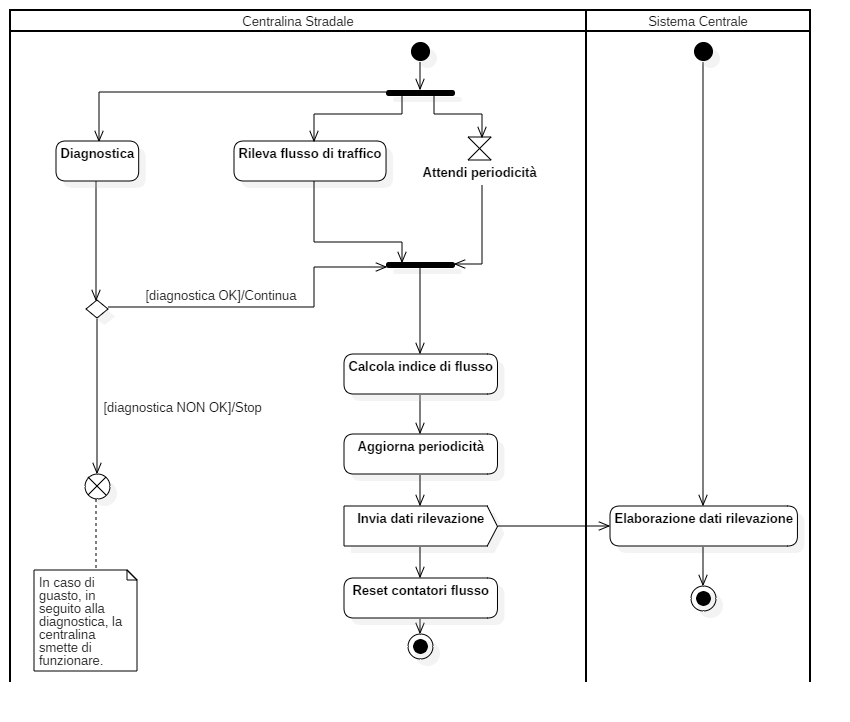 Centralina Stradale
Sistema Centrale
Diagnostica
Rileva flusso di traffico
Attendi periodicità
[diagnostica OK]/Continua
Calcola indice di flusso
[diagnostica NON OK]/Stop
Aggiorna periodicità
Invia dati rilevazione
Elaborazione dati rilevazione
Reset contatori flusso
In caso di
guasto, in
seguito alla
diagnostica, la
centralina
smette di
funzionare.